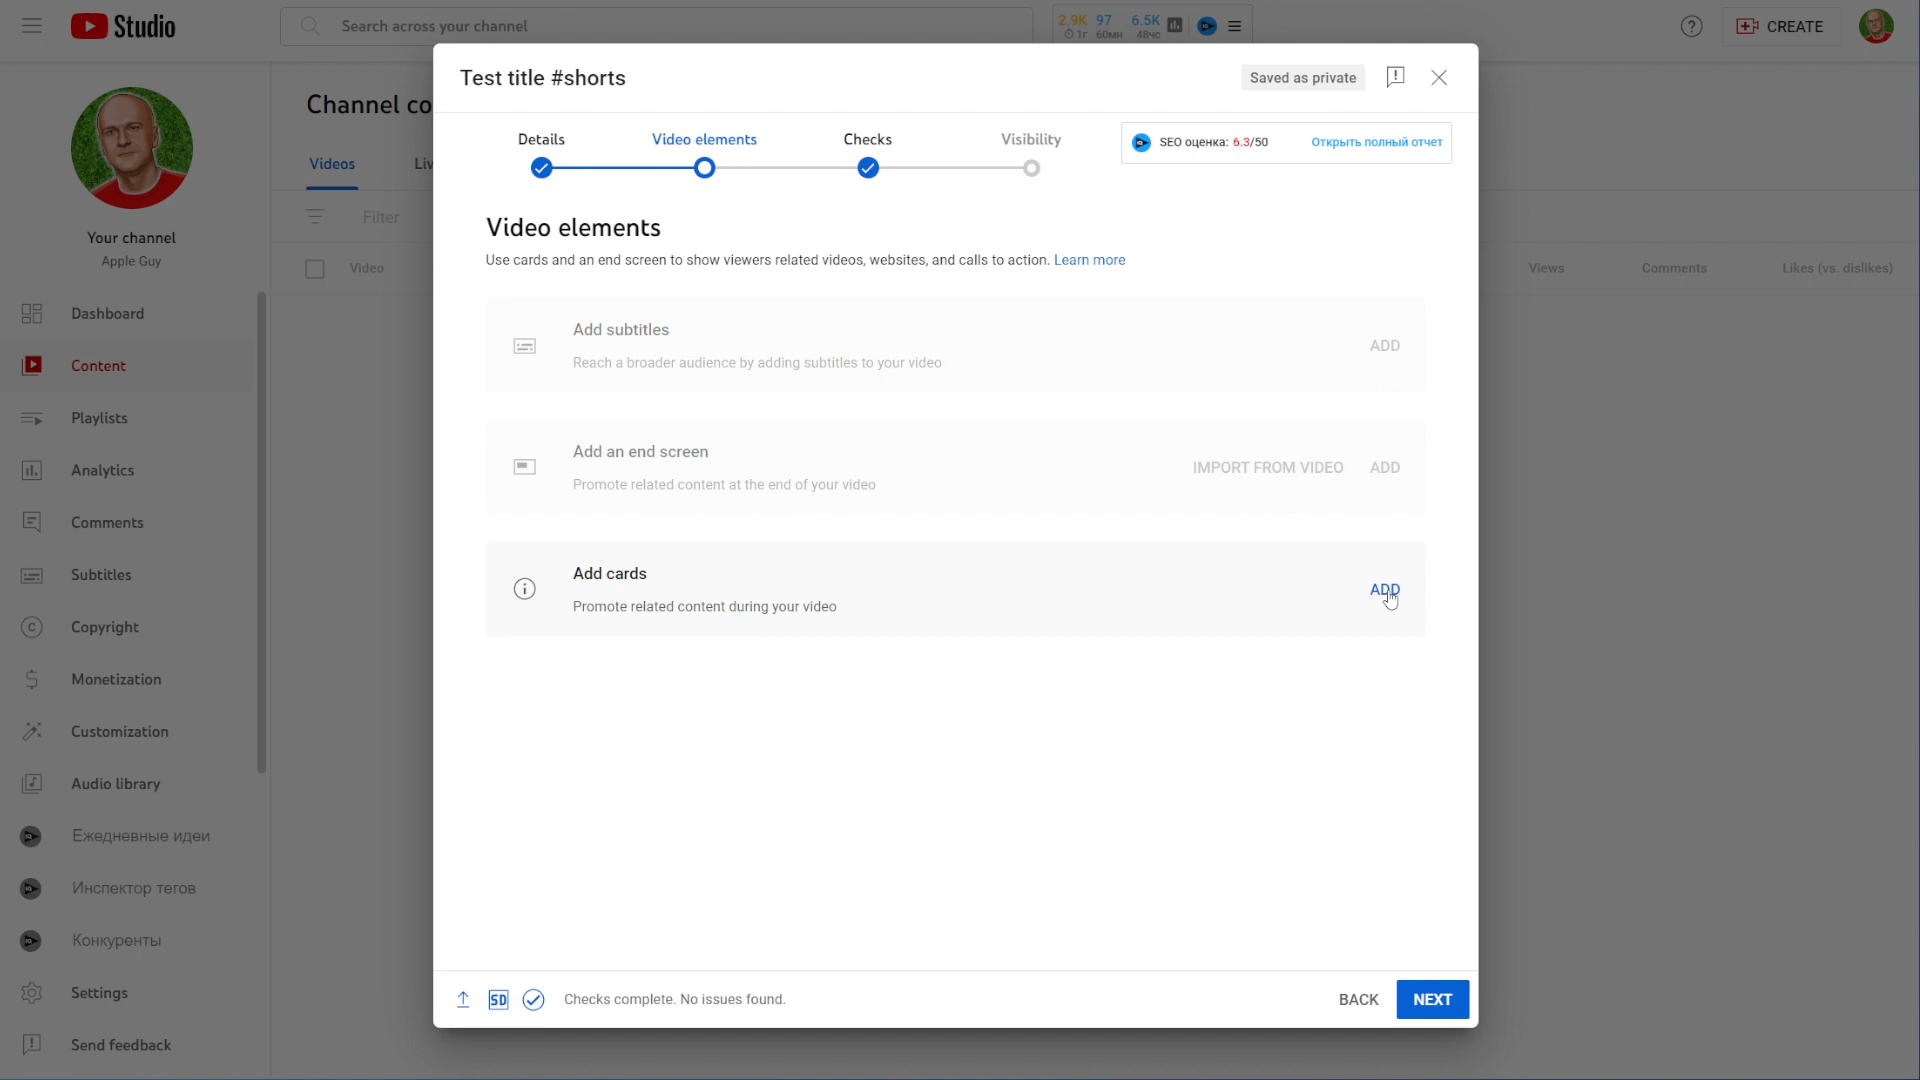 Studio
Search across your channel
2.9K 97 6.5K
1г 60мн 48чс
CREATE
Test title #shorts
Saved as private
Your channel
Apple Guy
Dashboard
Content
Playlists
Analytics
Comments
Subtitles
Copyright
Monetization
Customization
Audio library
Ежедневные идеи
Инспектор тегов
Конкуренты
Settings
Send feedback
Channel co
Videos Liv
Filter
Video
Views Comments Likes (vs. dislikes)
Details Video elements Checks Visibility
SEO оценка: 6.3/50 Открыть полный отчет
Video elements
Use cards and an end screen to show viewers related videos, websites, and calls to action. Learn more
Add subtitles
Reach a broader audience by adding subtitles to your video
ADD
Add an end screen
Promote related content at the end of your video
IMPORT FROM VIDEO ADD
Add cards
Promote related content during your video
ADD
SD Checks complete. No issues found.
BACK NEXT